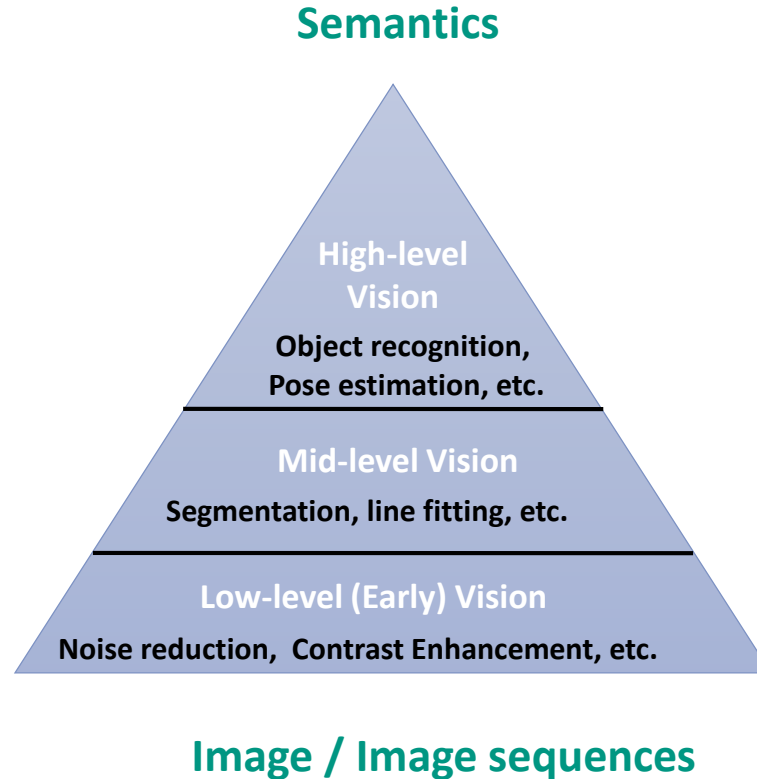 Semantics
High-level
Vision
Object recognition,
Pose estimation, etc.
Mid-level Vision
Segmentation, line fitting, etc.
Low-level (Early) Vision
Noise reduction,  Contrast Enhancement, etc.
Image / Image sequences